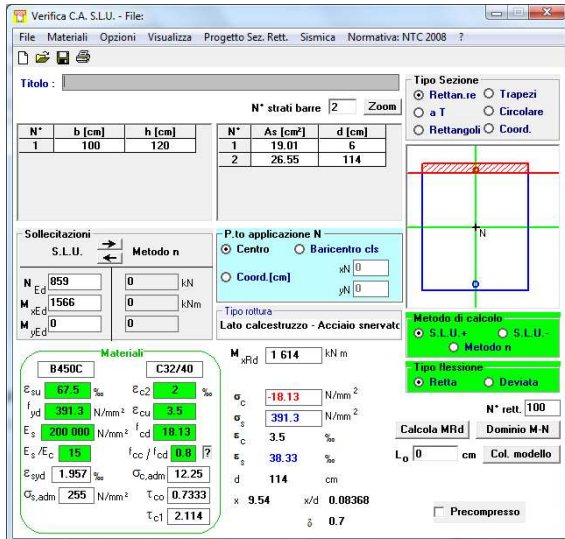 Verifica C.A. S.L.U. - File:
File Materiali Opzioni Visualizza Progetto Sez. Rett. Sismica Normativa: NTC 2008 ?
Titolo :
N° strati barre 2 Zoom
N° b [cm] h [cm]
1 100 120
N° As [cm²] d [cm]
1 19.01 6
2 26.55 114
Tipo Sezione
Rettan.re Trapezi
a T Circolare
Rettangoli Coord.
N
Sollecitazioni
S.L.U. Metodo n
N Ed 859 0 kN
M xEd 1566 0 kNm
M yEd 0 0
P.to applicazione N
Centro Baricentro cls
Coord.[cm] xN 0
yN 0
Tipo rottura
Lato calcestruzzo - Acciaio snervato
Metodo di calcolo
S.L.U.+ S.L.U.-
Metodo n
Tipo flessione
Retta Deviata
N° rett. 100
Calcola MRd Dominio M-N
L₀ 0 cm Col. modello
Precompresso
Materiali
B450C C32/40
εsu 67.5 ‰ εc2 2 ‰
fyd 391.3 N/mm² εcu 3.5
Es 200 000 N/mm² fcd 18.13
Es/Ec 15 fcc / fcd 0.8 ?
εsyd 1.957 ‰ σc,adm 12.25
σs,adm 255 N/mm² τco 0.7333
τc1 2.114
M xRd 1 614 kN m
σc -18.13 N/mm²
σs 391.3 N/mm²
εc 3.5 ‰
εs 38.33 ‰
d 114 cm
x 9.54 x/d 0.08368
δ 0.7